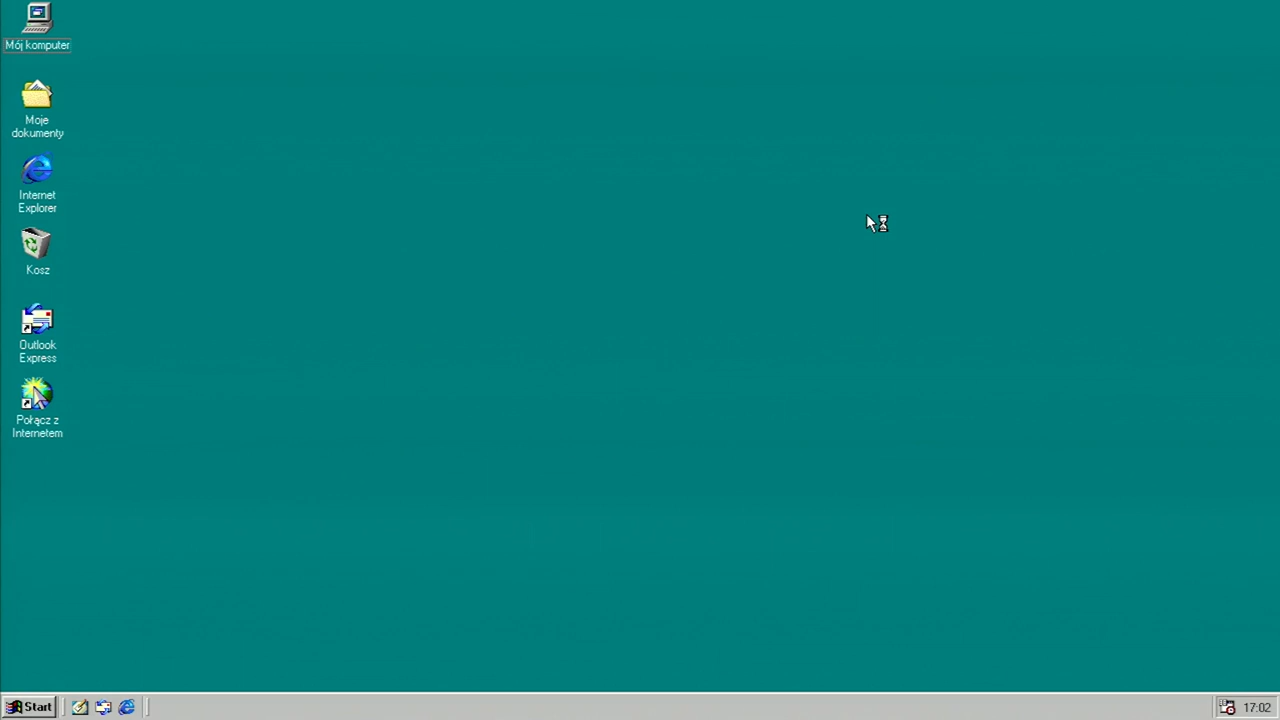 Mój komputer
Moje
dokumenty
Internet
Explorer
Kosz
Outlook
Express
Połącz z
Internetem
Start
17:02